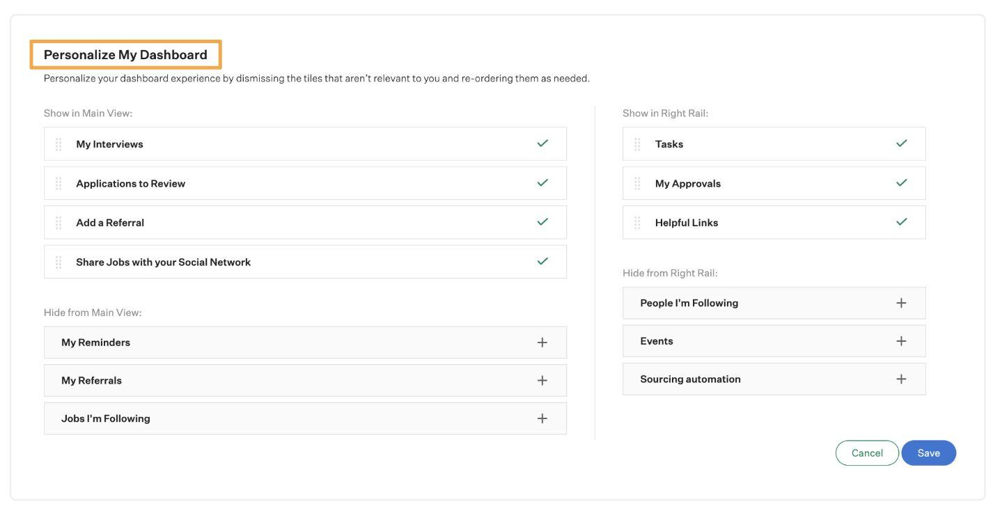 Personalize My Dashboard
Personalize your dashboard experience by dismissing the tiles that aren’t relevant to you and re-ordering them as needed.
Show in Main View:
My Interviews
Applications to Review
Add a Referral
Share Jobs with your Social Network
Hide from Main View:
My Reminders
My Referrals
Jobs I'm Following
Show in Right Rail:
Tasks
My Approvals
Helpful Links
Hide from Right Rail:
People I'm Following
Events
Sourcing automation
Cancel
Save